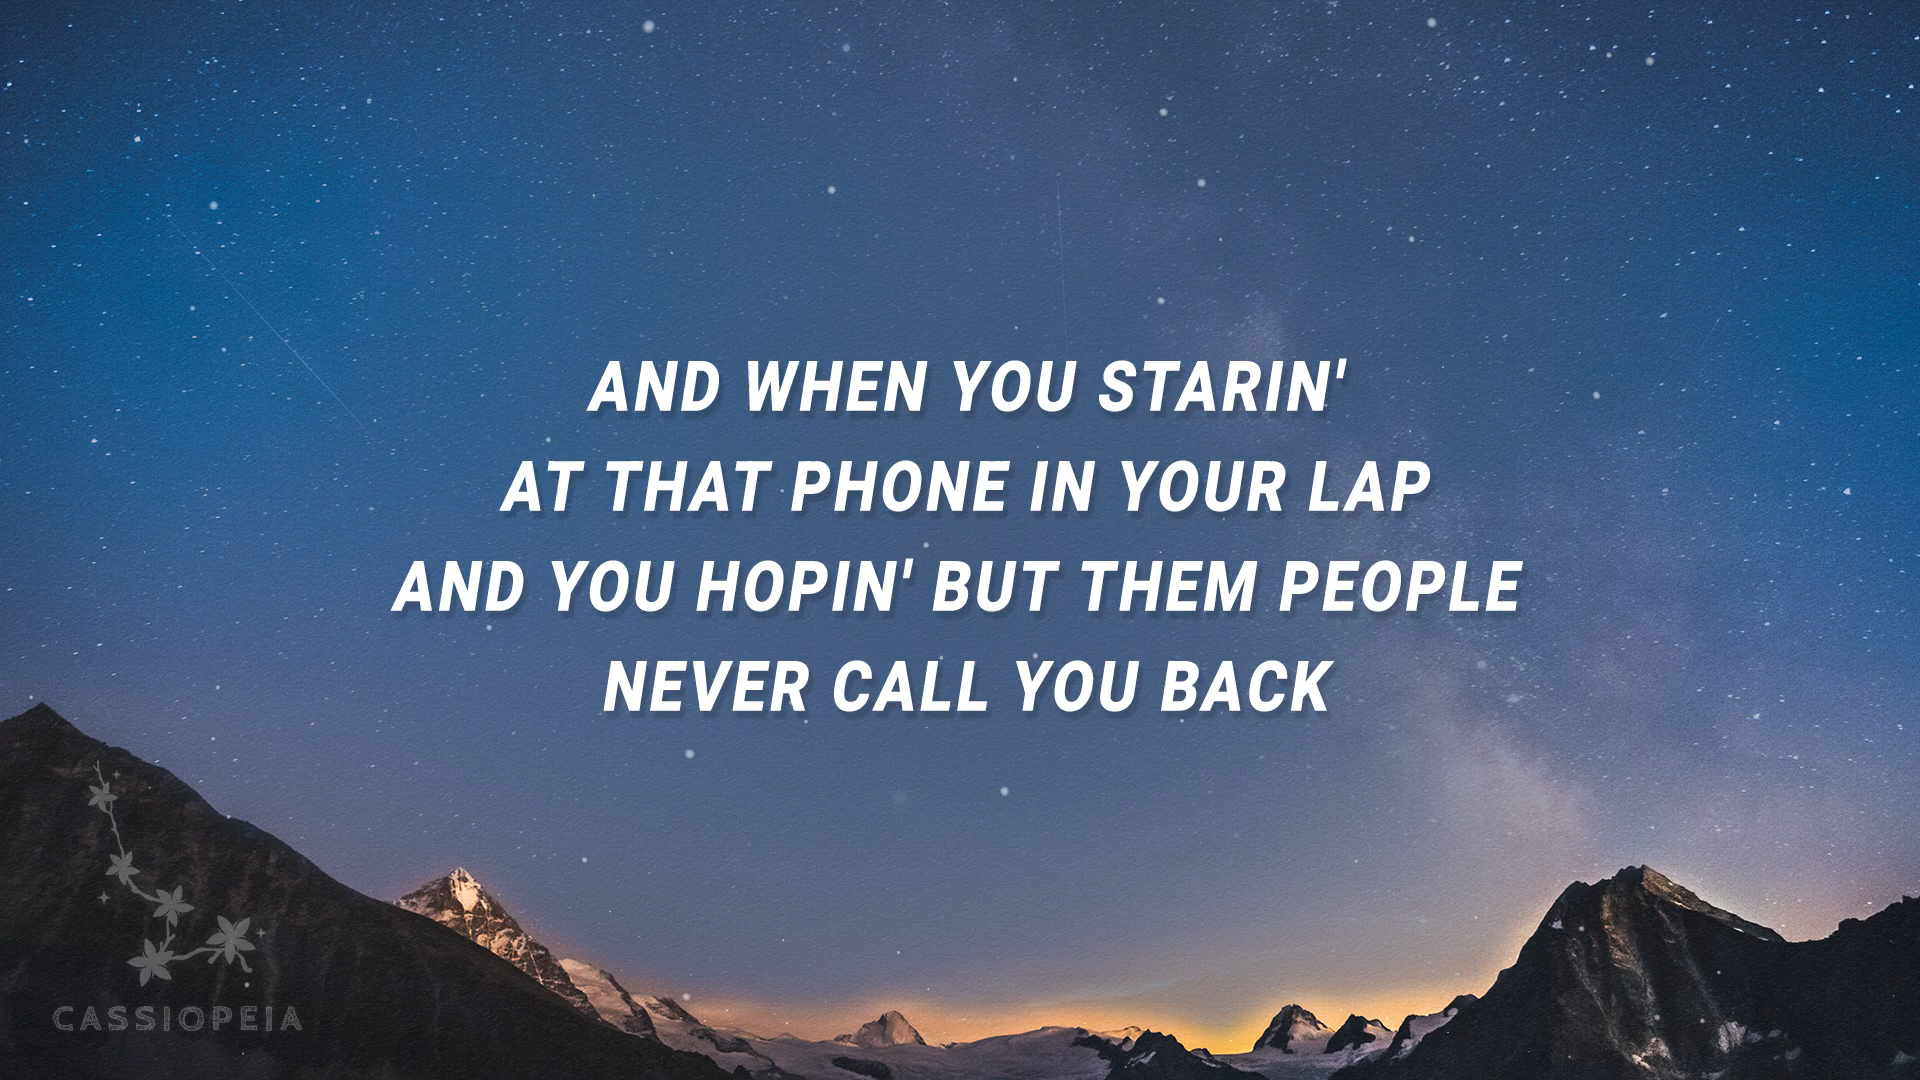 AND WHEN YOU STARIN'
AT THAT PHONE IN YOUR LAP
AND YOU HOPIN' BUT THEM PEOPLE
NEVER CALL YOU BACK
CASSIOPEIA